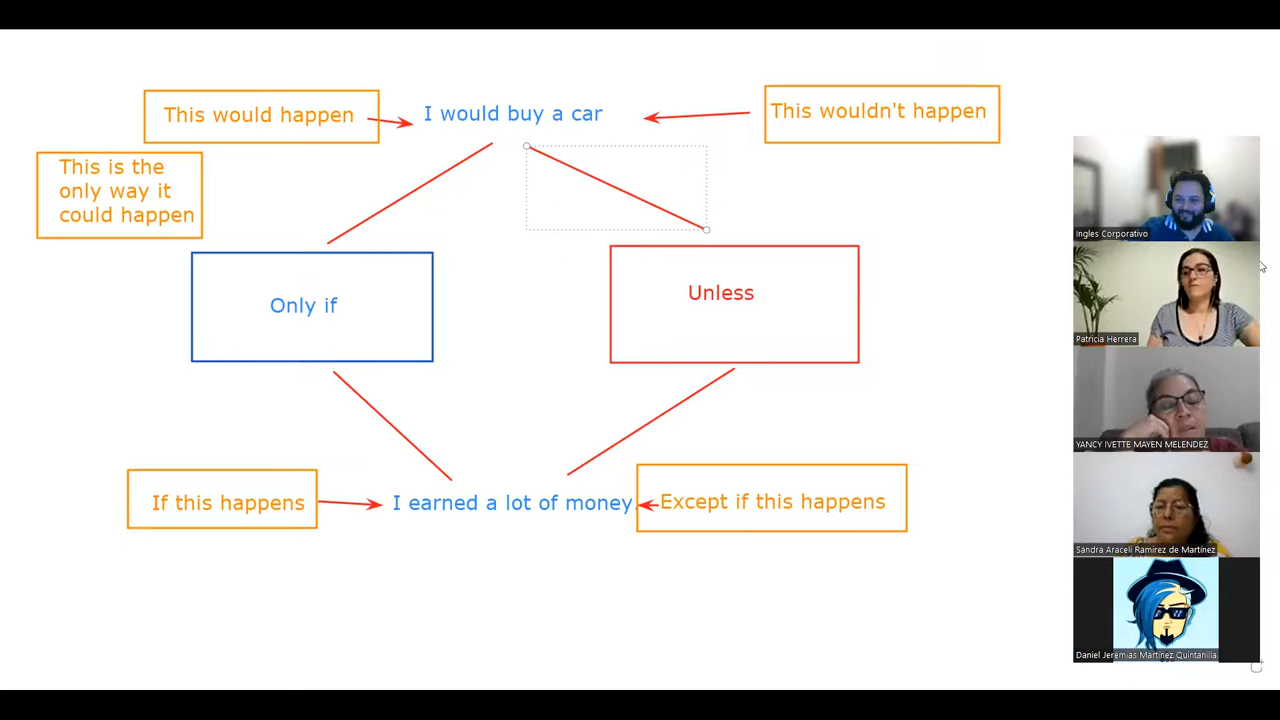 This would happen
I would buy a car
This wouldn't happen
This is the
only way it
could happen
Only if
Unless
If this happens
I earned a lot of money.
Except if this happens
Ingles Corporativo
Patricia Herrera
YANCY IVETTE MAYEN MELENDEZ
Sandra Araceli Ramirez de Martínez
Daniel Jeremias Martinez Quintanilla